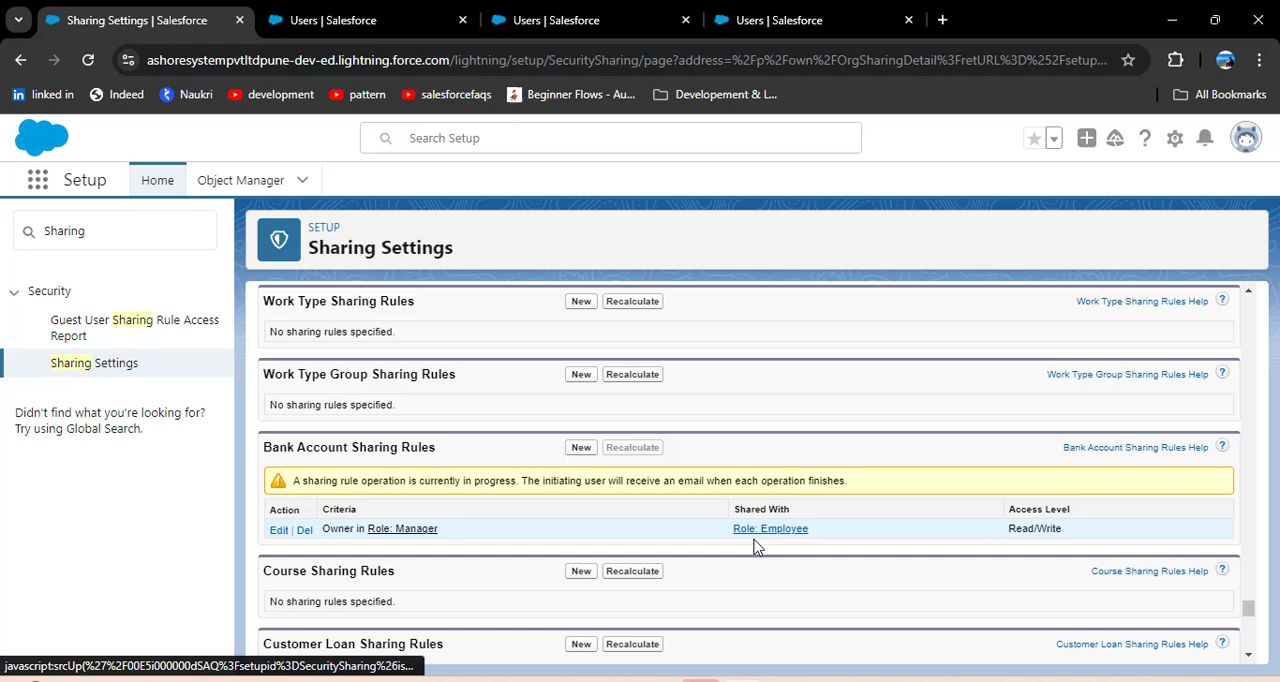 Sharing Settings | Salesforce
Users | Salesforce
Users | Salesforce
Users | Salesforce
ashoresystempvtltdpune-dev-ed.lightning.force.com/lightning/setup/SecuritySharing/page?address=%2Fp%2Fown%2FOrgSharingDetail%3FretURL%3D%252Fsetup...
linked in
Indeed
Naukri
development
pattern
salesforcefaqs
Beginner Flows - Au...
Developement & L...
All Bookmarks
Search Setup
Setup
Home
Object Manager
Sharing
SETUP
Sharing Settings
Security
Guest User Sharing Rule Access
Report
Sharing Settings
Didn't find what you're looking for?
Try using Global Search.
Work Type Sharing Rules
New
Recalculate
Work Type Sharing Rules Help ?
No sharing rules specified.
Work Type Group Sharing Rules
New
Recalculate
Work Type Group Sharing Rules Help ?
No sharing rules specified.
Bank Account Sharing Rules
New
Recalculate
Bank Account Sharing Rules Help ?
A sharing rule operation is currently in progress. The initiating user will receive an email when each operation finishes.
Action Criteria Shared With Access Level
Edit | Del Owner in Role: Manager Role: Employee Read/Write
Course Sharing Rules
New
Recalculate
Course Sharing Rules Help ?
No sharing rules specified.
Customer Loan Sharing Rules
New
Recalculate
Customer Loan Sharing Rules Help ?
javascript:srcUp(%27%2F00E5i000000dSAQ%3Fsetupid%3DSecuritySharing%26is...